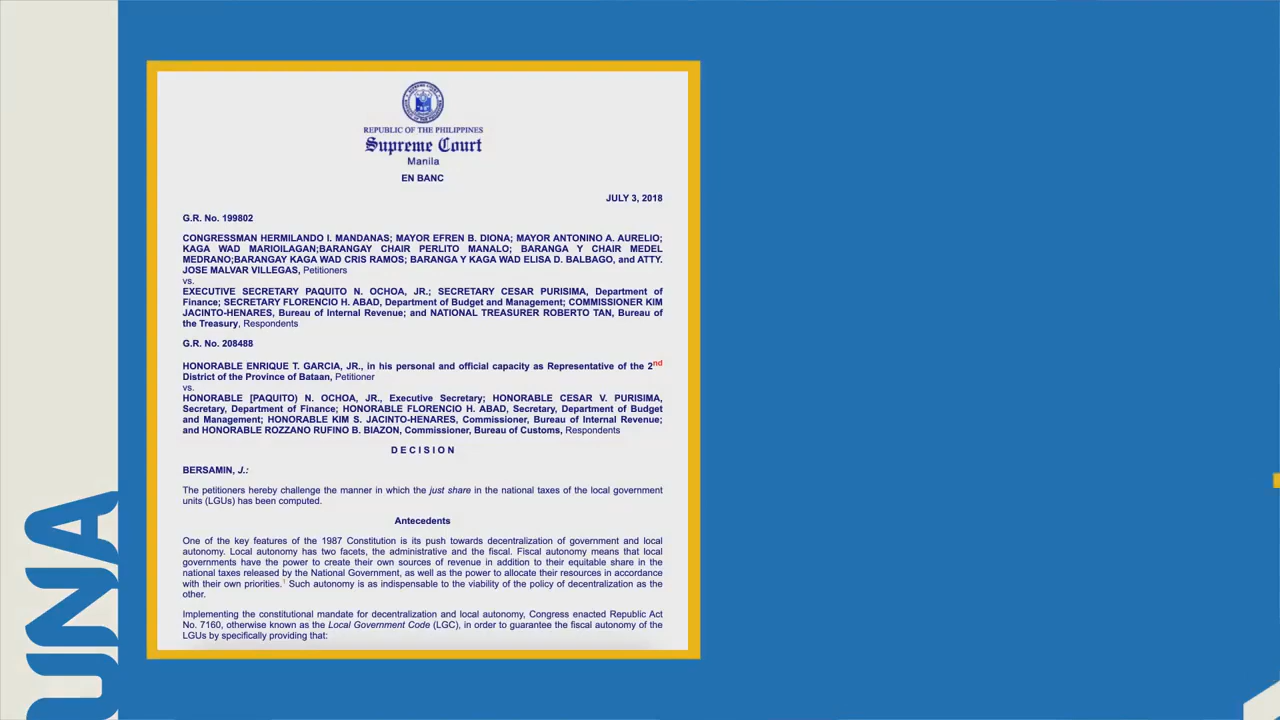 REPUBLIC OF THE PHILIPPINES
Supreme Court
Manila
EN BANC
JULY 3, 2018
G.R. No. 199802
CONGRESSMAN HERMILANDO I. MANDANAS; MAYOR EFREN B. DIONA; MAYOR ANTONINO A. AURELIO;
KAGA WAD MARIOILAGAN;BARANGAY CHAIR PERLITO MANALO; BARANGA Y CHAIR MEDEL
MEDRANO;BARANGAY KAGA WAD CRIS RAMOS; BARANGA Y KAGA WAD ELISA D. BALBAGO, and ATTY.
JOSE MALVAR VILLEGAS, Petitioners
vs.
EXECUTIVE SECRETARY PAQUITO N. OCHOA, JR.; SECRETARY CESAR PURISIMA, Department of
Finance; SECRETARY FLORENCIO H. ABAD, Department of Budget and Management; COMMISSIONER KIM
JACINTO-HENARES, Bureau of Internal Revenue; and NATIONAL TREASURER ROBERTO TAN, Bureau of
the Treasury, Respondents
G.R. No. 208488
HONORABLE ENRIQUE T. GARCIA, JR., in his personal and official capacity as Representative of the 2nd
District of the Province of Bataan, Petitioner
vs.
HONORABLE [PAQUITO) N. OCHOA, JR., Executive Secretary; HONORABLE CESAR V. PURISIMA,
Secretary, Department of Finance; HONORABLE FLORENCIO H. ABAD, Secretary, Department of Budget
and Management; HONORABLE KIM S. JACINTO-HENARES, Commissioner, Bureau of Internal Revenue;
and HONORABLE ROZZANO RUFINO B. BIAZON, Commissioner, Bureau of Customs, Respondents
D E C I S I O N
BERSAMIN, J.:
The petitioners hereby challenge the manner in which the just share in the national taxes of the local government
units (LGUs) has been computed.
Antecedents
One of the key features of the 1987 Constitution is its push towards decentralization of government and local
autonomy. Local autonomy has two facets, the administrative and the fiscal. Fiscal autonomy means that local
governments have the power to create their own sources of revenue in addition to their equitable share in the
national taxes released by the National Government, as well as the power to allocate their resources in accordance
with their own priorities.1 Such autonomy is as indispensable to the viability of the policy of decentralization as the
other.
Implementing the constitutional mandate for decentralization and local autonomy, Congress enacted Republic Act
No. 7160, otherwise known as the Local Government Code (LGC), in order to guarantee the fiscal autonomy of the
LGUs by specifically providing that:
UNA